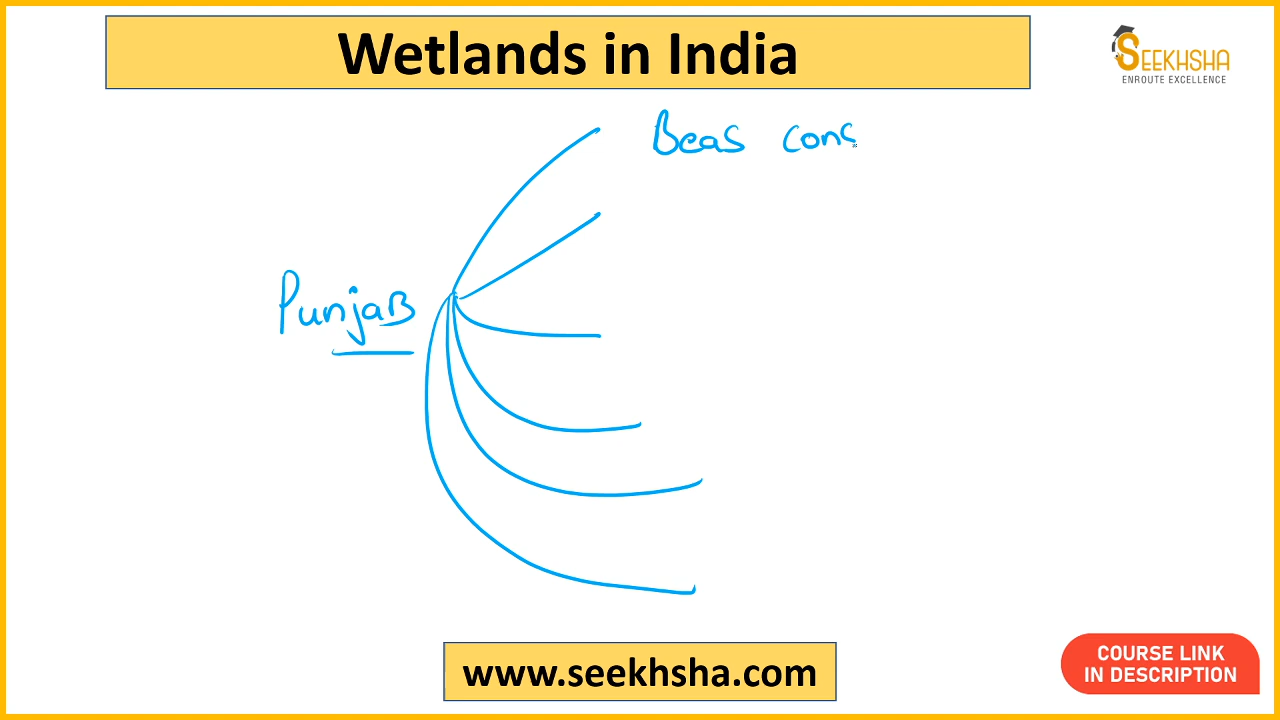 Wetlands in India
SEEKHSHA
ENROUTE EXCELLENCE
Beas cons
Punjab
www.seekhsha.com
COURSE LINK
IN DESCRIPTION